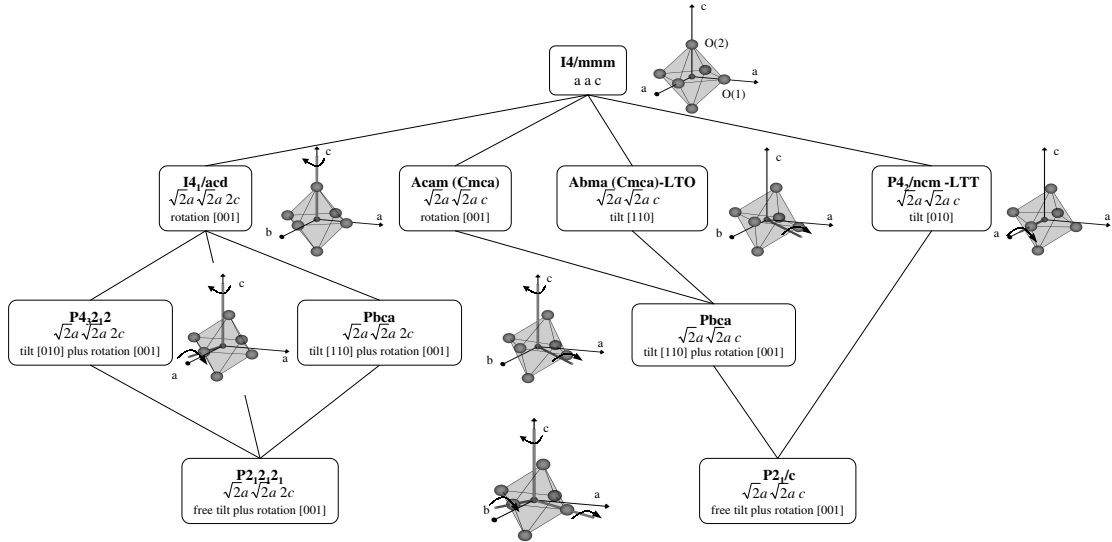 c
O(2)
I4/mmm
a a c
a
a
O(1)
c
c
c
I4₁/acd
√2a √2a 2c
rotation [001]
Acam (Cmca)
√2a √2a c
rotation [001]
Abma (Cmca)-LTO
√2a √2a c
tilt [110]
P4₂/ncm -LTT
√2a √2a c
tilt [010]
a
b
a
b
a
a
c
c
P4₃2₁2
√2a √2a 2c
tilt [010] plus rotation [001]
Pbca
√2a √2a 2c
tilt [110] plus rotation [001]
Pbca
√2a √2a c
tilt [110] plus rotation [001]
a
a
b
a
c
P2₁2₁2₁
√2a √2a 2c
free tilt plus rotation [001]
a
b
P2₁/c
√2a √2a c
free tilt plus rotation [001]